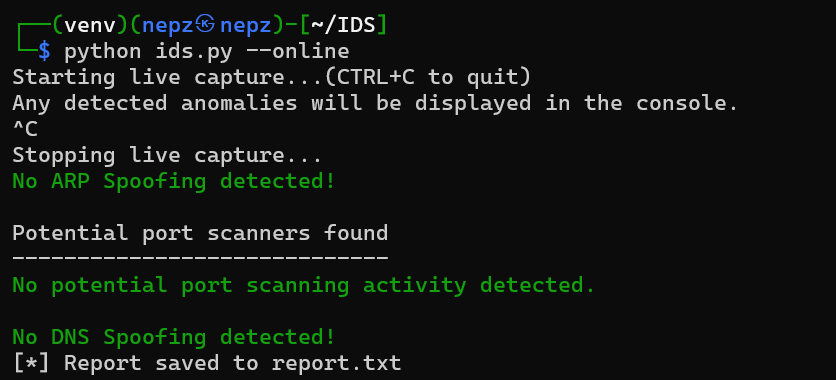 ┌──(venv)(nepz㉿nepz)-[~/IDS]
└─$ python ids.py --online
Starting live capture...(CTRL+C to quit)
Any detected anomalies will be displayed in the console.
^C
Stopping live capture...
No ARP Spoofing detected!
Potential port scanners found
-----------------------------
No potential port scanning activity detected.
No DNS Spoofing detected!
[*] Report saved to report.txt